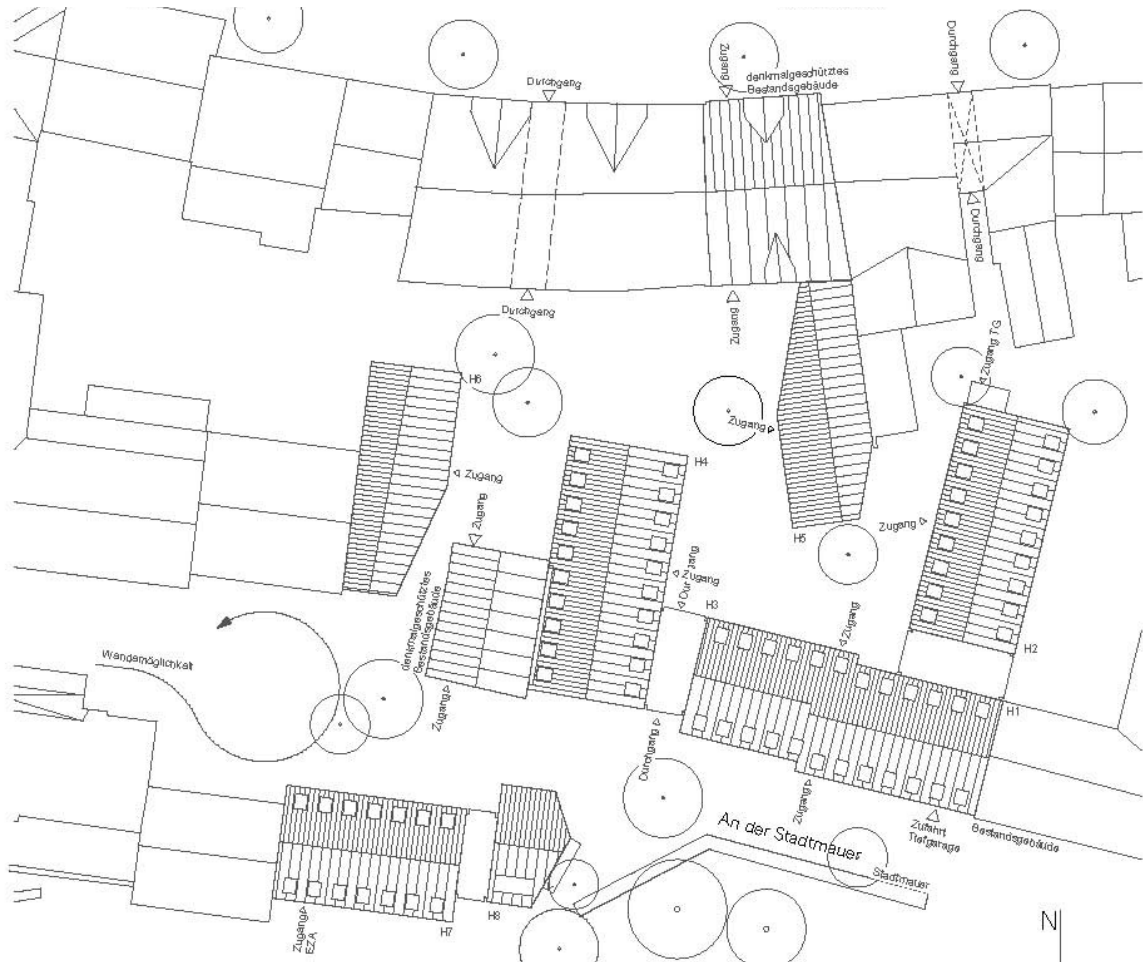 Durchgang
Zugang
denkmalgeschütztes
Bestandsgebäude
Durchgang
Durchgang
Durchgang
Zugang
Zugang TG
H6
Zugang
H4
Zugang
Zugang
H5
Zugang
Zugang
H3
Zugang
H2
denkmalgeschütztes
Bestandsgebäude
Wendemöglichkeit
Zugang
H1
Durchgang
Zugang
Zufahrt
Tiefgarage
Bestandsgebäude
An der Stadtmauer
Stadtmauer
H8
H7
Zugang
EZA
N